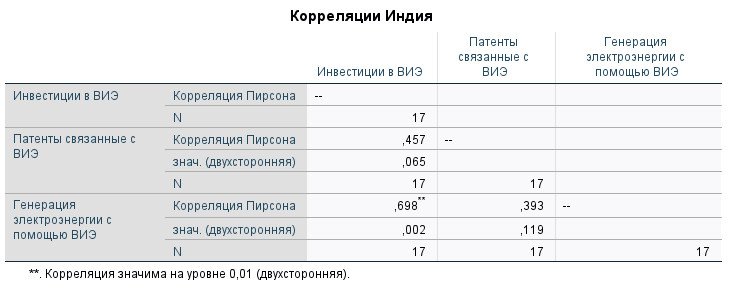 Корреляции Индия
Инвестиции в ВИЭ
Патенты связанные с ВИЭ
Генерация электроэнергии с помощью ВИЭ
Инвестиции в ВИЭ Корреляция Пирсона --
N 17
Патенты связанные с ВИЭ Корреляция Пирсона ,457 --
знач. (двухсторонняя) ,065
N 17 17
Генерация электроэнергии с помощью ВИЭ Корреляция Пирсона ,698** ,393 --
знач. (двухсторонняя) ,002 ,119
N 17 17 17
**. Корреляция значима на уровне 0,01 (двухсторонняя).